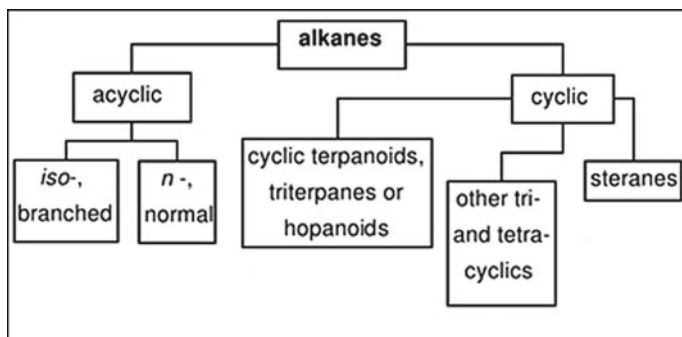 alkanes
acyclic
cyclic
iso-,
branched
n -,
normal
cyclic terpanoids,
triterpanes or
hopanoids
other tri-
and tetra-
cyclics
steranes